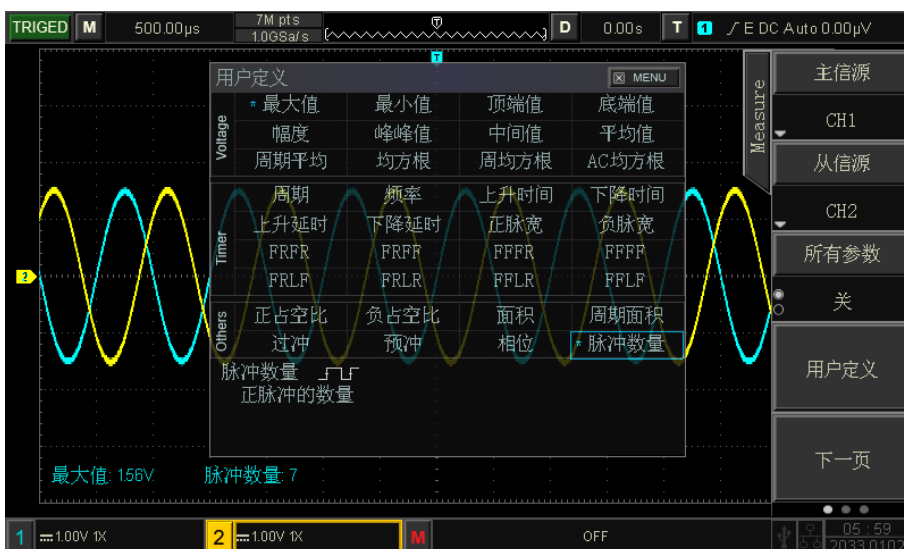 TRIGED M 500.00μs 7M pts 1.0GSa/s T D 0.00s T 1 E DC Auto 0.00μV
T
用户定义 MENU
Voltage
* 最大值 最小值 顶端值 底端值
幅度 峰峰值 中间值 平均值
周期平均 均方根 周均方根 AC均方根
Timer
周期 频率 上升时间 下降时间
上升延时 下降延时 正脉宽 负脉宽
FRFR FRFF FFFR FFFF
FRLF FRLR FFLR FFLF
Others
正占空比 负占空比 面积 周期面积
过冲 预冲 相位 * 脉冲数量
脉冲数量
正脉冲的数量
2
最大值: 1.56V 脉冲数量: 7
Measure
主信源
CH1
从信源
CH2
所有参数
关
用户定义
下一页
1 1.00V 1X 2 1.00V 1X M OFF 05:59
2033.0102